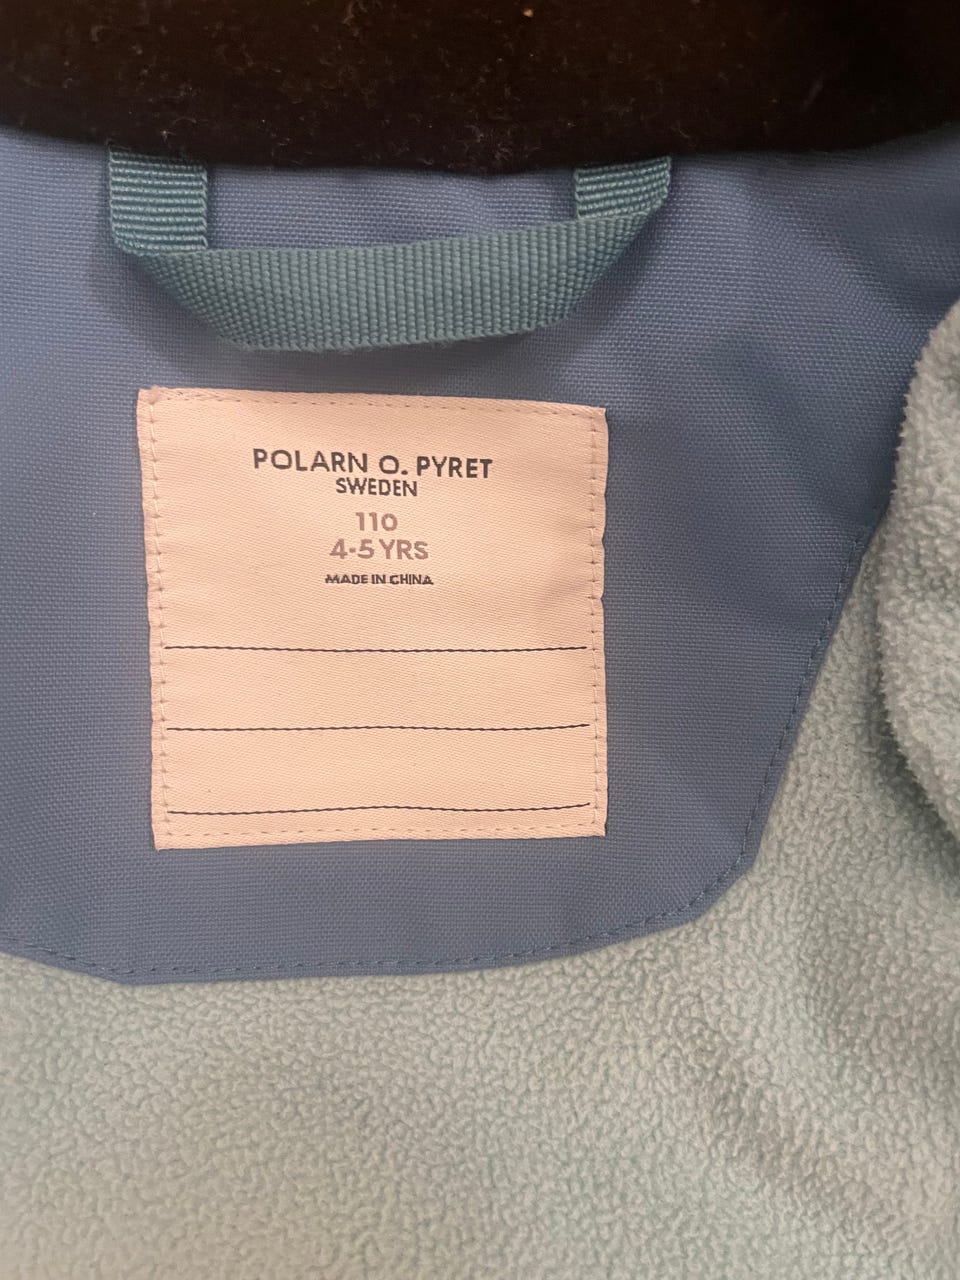 POLARN O. PYRET
SWEDEN
110
4-5 YRS
MADE IN CHINA